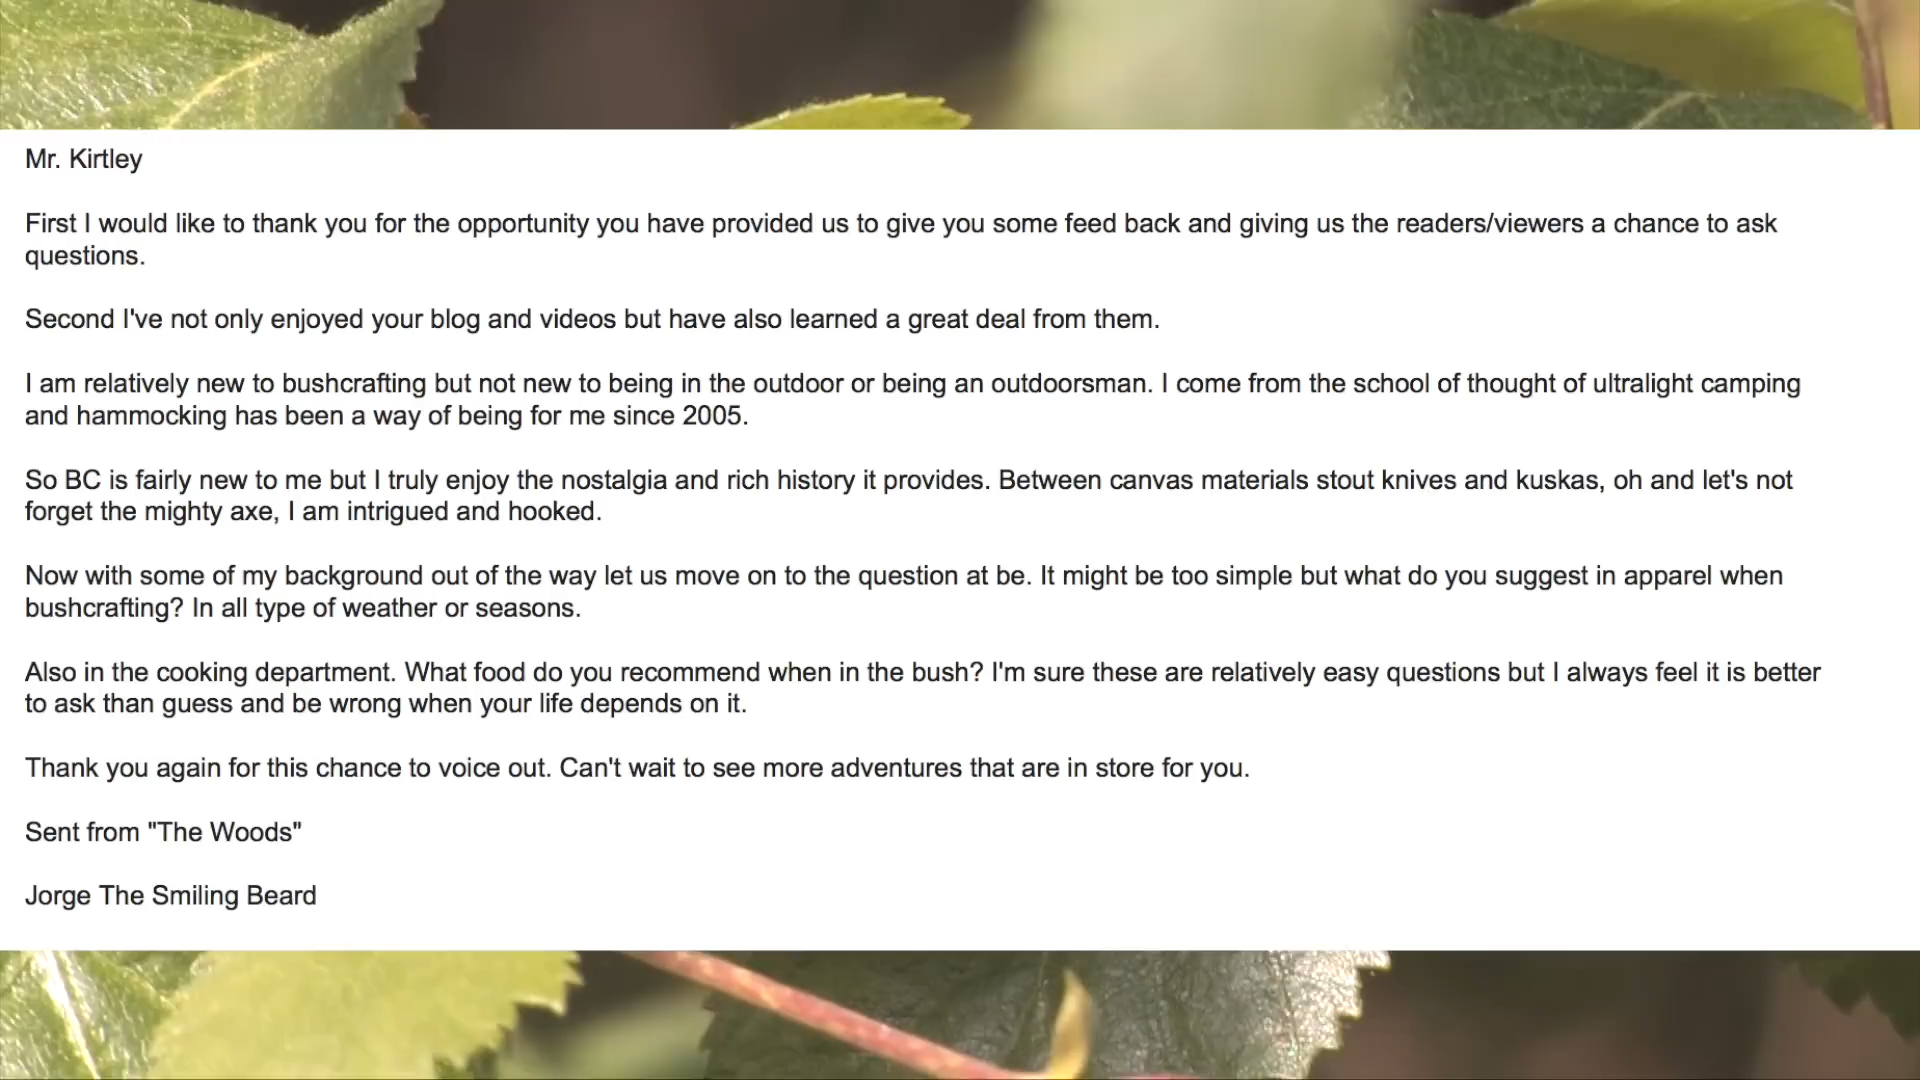 Mr. Kirtley
First I would like to thank you for the opportunity you have provided us to give you some feed back and giving us the readers/viewers a chance to ask
questions.
Second I've not only enjoyed your blog and videos but have also learned a great deal from them.
I am relatively new to bushcrafting but not new to being in the outdoor or being an outdoorsman. I come from the school of thought of ultralight camping
and hammocking has been a way of being for me since 2005.
So BC is fairly new to me but I truly enjoy the nostalgia and rich history it provides. Between canvas materials stout knives and kuskas, oh and let's not
forget the mighty axe, I am intrigued and hooked.
Now with some of my background out of the way let us move on to the question at be. It might be too simple but what do you suggest in apparel when
bushcrafting? In all type of weather or seasons.
Also in the cooking department. What food do you recommend when in the bush? I'm sure these are relatively easy questions but I always feel it is better
to ask than guess and be wrong when your life depends on it.
Thank you again for this chance to voice out. Can't wait to see more adventures that are in store for you.
Sent from "The Woods"
Jorge The Smiling Beard